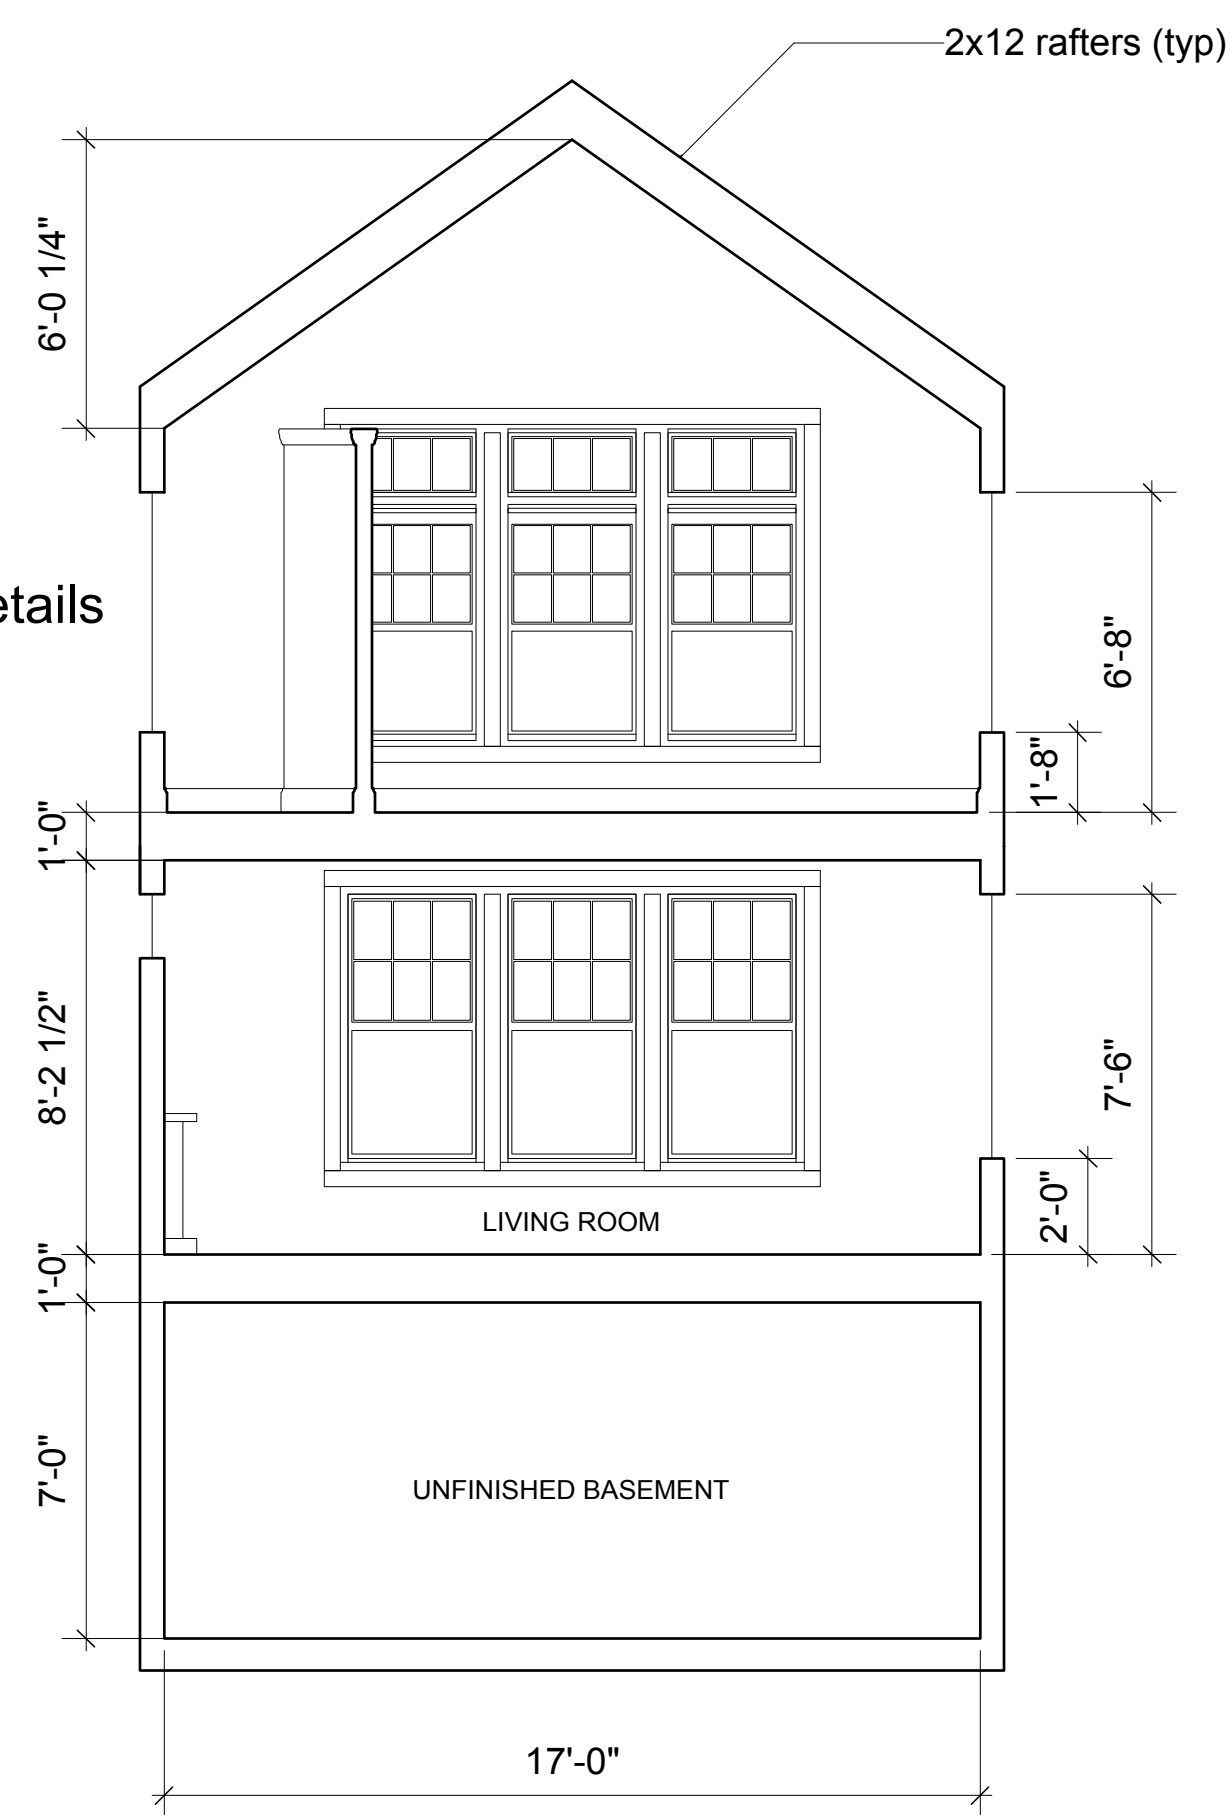 2x12 rafters (typ)
6'-0 1/4"
etails
6'-8"
1'-8"
1'-0"
8'-2 1/2"
7'-6"
2'-0"
LIVING ROOM
1'-0"
7'-0"
UNFINISHED BASEMENT
17'-0"